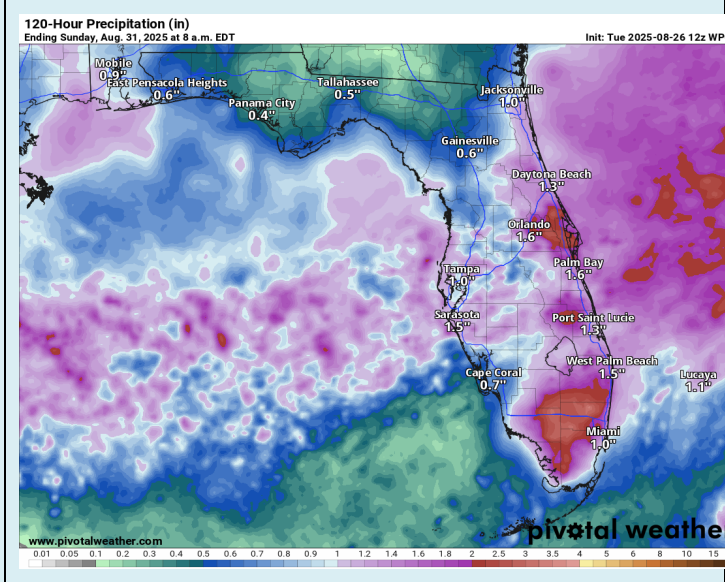 120-Hour Precipitation (in)
Ending Sunday, Aug. 31, 2025 at 8 a.m. EDT
Init: Tue 2025-08-26 12z WP
Mobile
0.9"
East Pensacola Heights
0.6"
Tallahassee
0.5"
Panama City
0.4"
Jacksonville
1.0"
Gainesville
0.6"
Daytona Beach
1.3"
Orlando
1.6"
Palm Bay
1.6"
Tampa
1.0"
Sarasota
1.5"
Port Saint Lucie
1.3"
West Palm Beach
1.5"
Cape Coral
0.7"
Lucaya
1.1"
Miami
1.0"
pivotal weathe
www.pivotalweather.com
0.01 0.05 0.1 0.2 0.3 0.4 0.5 0.6 0.7 0.8 0.9 1 1.2 1.4 1.6 1.8 2 2.5 3 3.5 4 5 6 7 8 9 10 15